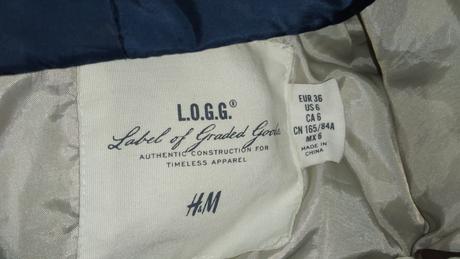 L.O.G.G.®
Label of Graded Goods
AUTHENTIC CONSTRUCTION FOR
TIMELESS APPAREL
H&M
EUR 36
US 6
CA 6
CN 165/84A
MX 6
MADE IN
CHINA